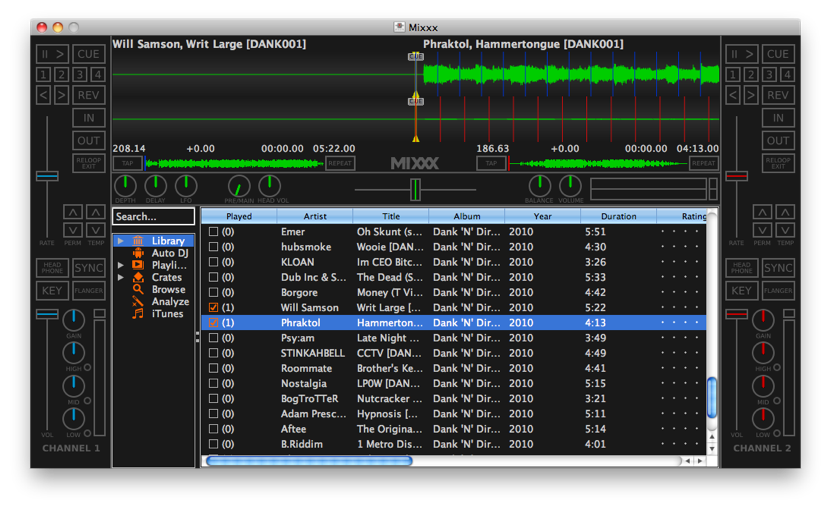 Mixxx
Will Samson, Writ Large [DANK001]
Phraktol, Hammertongue [DANK001]
CUE
CUE
208.14 +0.00 00:00.00 05:22.00
186.63 +0.00 00:00.00 04:13.00
TAP REPEAT MIXXX TAP REPEAT
DEPTH DELAY LFO PRE/MAIN HEAD VOL BALANCE VOLUME
II > CUE
1 2 3 4
< > REV
IN
OUT
RELOOP
EXIT
RATE PERM TEMP
HEAD
PHONE SYNC
KEY FLANGER
GAIN
HIGH
MID
VOL LOW
CHANNEL 1
Search...
Library
Auto DJ
Playli...
Crates
Browse
Analyze
iTunes
Played Artist Title Album Year Duration Rating
(0) Emer Oh Skunt (s... Dank 'N' Dir... 2010 5:51
(0) hubsmoke Wooie [DAN... Dank 'N' Dir... 2010 4:30
(0) KLOAN Im CEO Bitc... Dank 'N' Dir... 2010 3:26
(0) Dub Inc & S... The Dead (S... Dank 'N' Dir... 2010 5:33
(0) Borgore Money (T Vi... Dank 'N' Dir... 2010 4:42
(1) Will Samson Writ Large [... Dank 'N' Dir... 2010 5:22
(1) Phraktol Hammerton... Dank 'N' Dir... 2010 4:13
(0) Psy:am Late Night ... Dank 'N' Dir... 2010 3:49
(0) STINKAHBELL CCTV [DAN... Dank 'N' Dir... 2010 4:49
(0) Roommate Brother's Ke... Dank 'N' Dir... 2010 4:41
(0) Nostalgia LP0W [DAN... Dank 'N' Dir... 2010 5:15
(0) BogTroTTeR Nutcracker ... Dank 'N' Dir... 2010 3:21
(0) Adam Presc... Hypnosis [... Dank 'N' Dir... 2010 5:11
(0) Aftee The Origina... Dank 'N' Dir... 2010 5:14
(0) B.Riddim 1 Metro Dis... Dank 'N' Dir... 2010 4:01
II > CUE
1 2 3 4
< > REV
IN
OUT
RELOOP
EXIT
RATE PERM TEMP
HEAD
PHONE SYNC
KEY FLANGER
GAIN
HIGH
MID
VOL LOW
CHANNEL 2